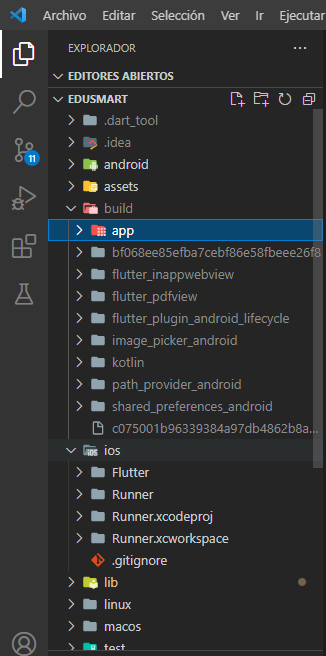 Archivo Editar Selección Ver Ir Ejecutar
EXPLORADOR
EDITORES ABIERTOS
EDUSMART
.dart_tool
.idea
android
assets
build
app
bf068ee85efba7cebf86e58fbeee26f8
flutter_inappwebview
flutter_pdfview
flutter_plugin_android_lifecycle
image_picker_android
kotlin
path_provider_android
shared_preferences_android
c075001b96339384a97db4862b8a...
ios
Flutter
Runner
Runner.xcodeproj
Runner.xcworkspace
.gitignore
lib
linux
macos
test
11